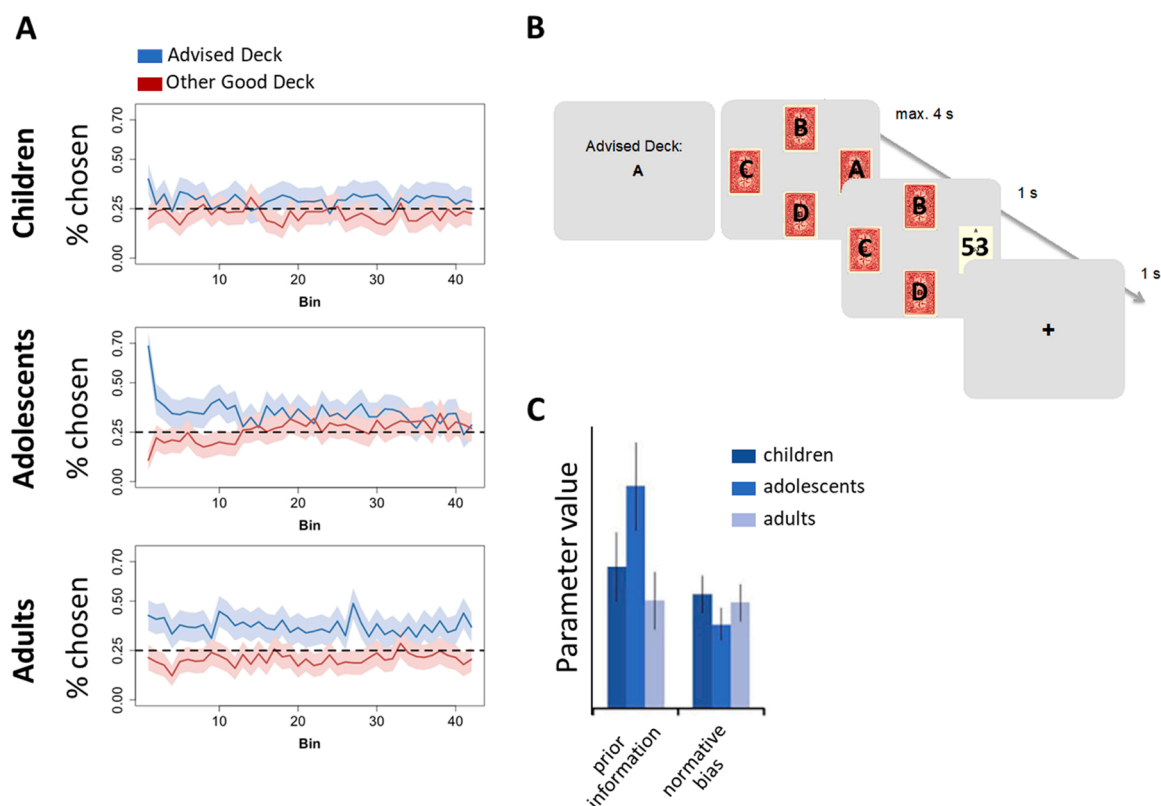 A
Advised Deck
Other Good Deck
Children
% chosen
0.70
0.50
0.25
0.00
10
20
30
40
Bin
Adolescents
% chosen
0.70
0.50
0.25
0.00
10
20
30
40
Bin
Adults
% chosen
0.70
0.50
0.25
0.00
10
20
30
40
Bin
B
Advised Deck:
A
B
C
A
D
max. 4 s
B
C
53
D
1 s
+
1 s
C
Parameter value
children
adolescents
adults
prior
information
normative
bias